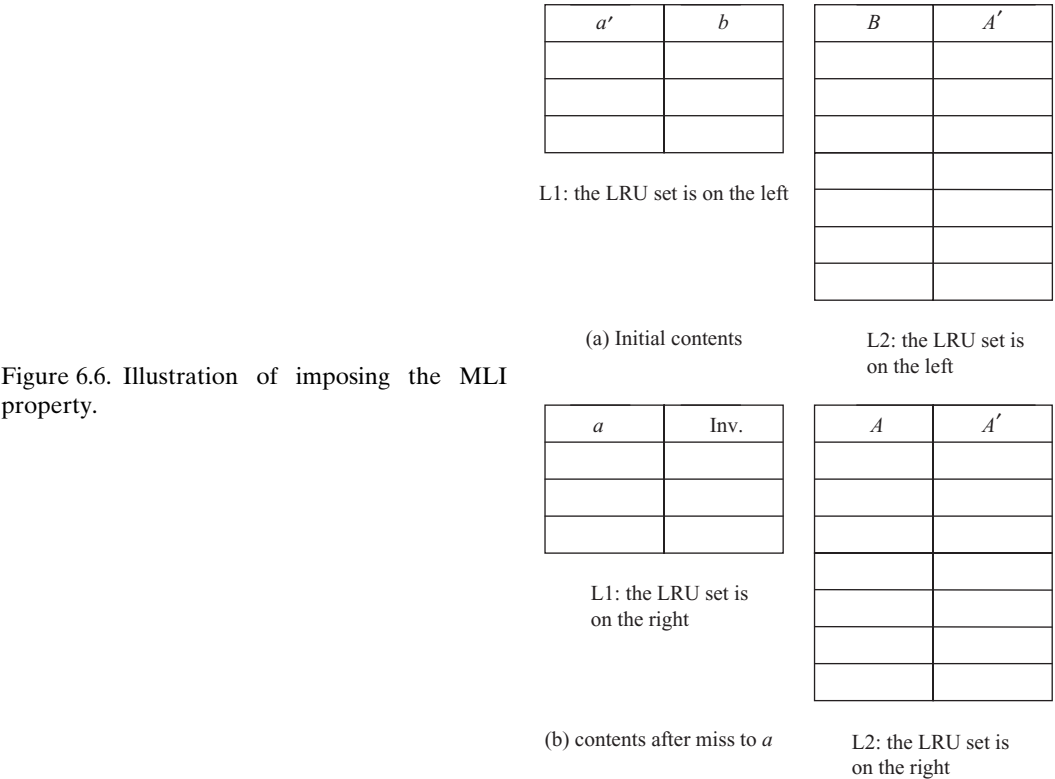 a′ b B A′
L1: the LRU set is on the left
(a) Initial contents
L2: the LRU set is
on the left
Figure 6.6. Illustration of imposing the MLI
property.
a Inv. A A′
L1: the LRU set is
on the right
(b) contents after miss to a
L2: the LRU set is
on the right